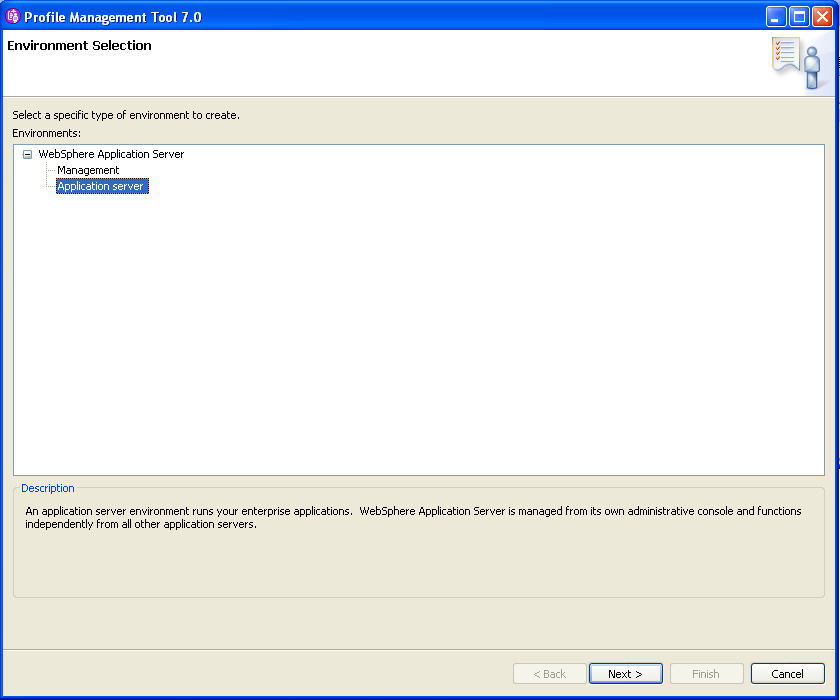 Profile Management Tool 7.0
Environment Selection
Select a specific type of environment to create.
Environments:
WebSphere Application Server
Management
Application server
Description
An application server environment runs your enterprise applications.  WebSphere Application Server is managed from its own administrative console and functions
independently from all other application servers.
< Back
Next >
Finish
Cancel